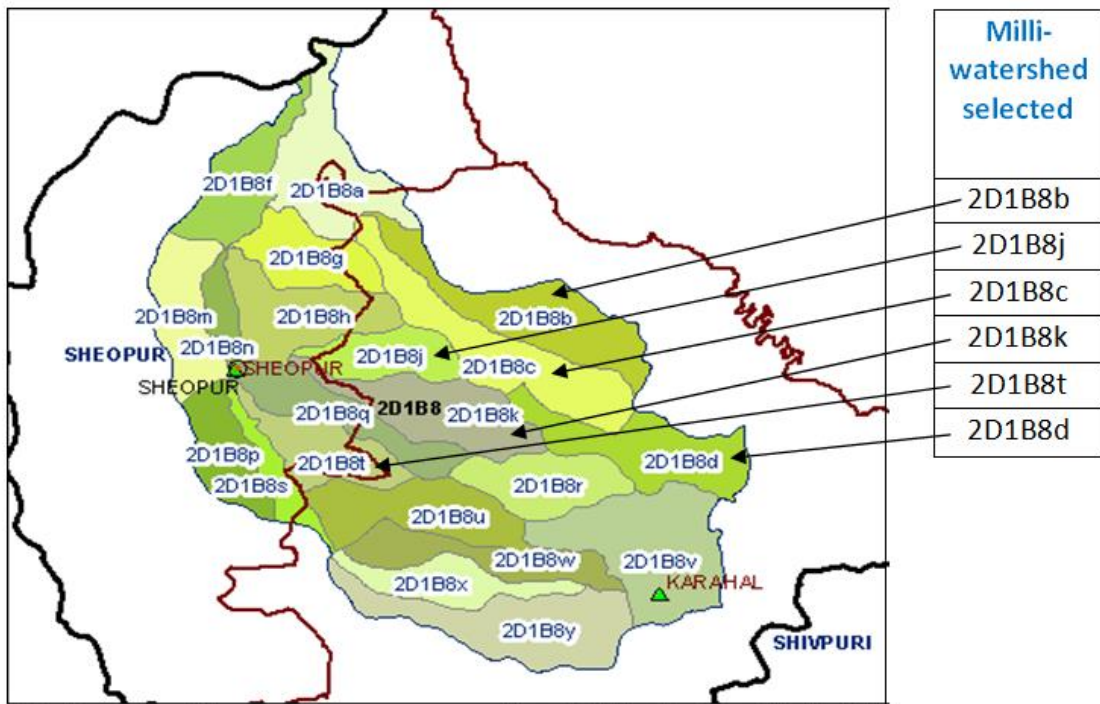 Milli-
watershed
selected
2D1B8b
2D1B8j
2D1B8c
2D1B8k
2D1B8t
2D1B8d
2D1B8f
2D1B8a
2D1B8g
2D1B8m
2D1B8h
2D1B8b
2D1B8n
SHEOPUR
2D1B8j
2D1B8c
SHEOPUR
SHEOPUR
2D1B8q
2D1B8
2D1B8k
2D1B8p
2D1B8t
2D1B8d
2D1B8s
2D1B8r
2D1B8u
2D1B8w
2D1B8v
2D1B8x
KARAHAL
2D1B8y
SHIVPURI